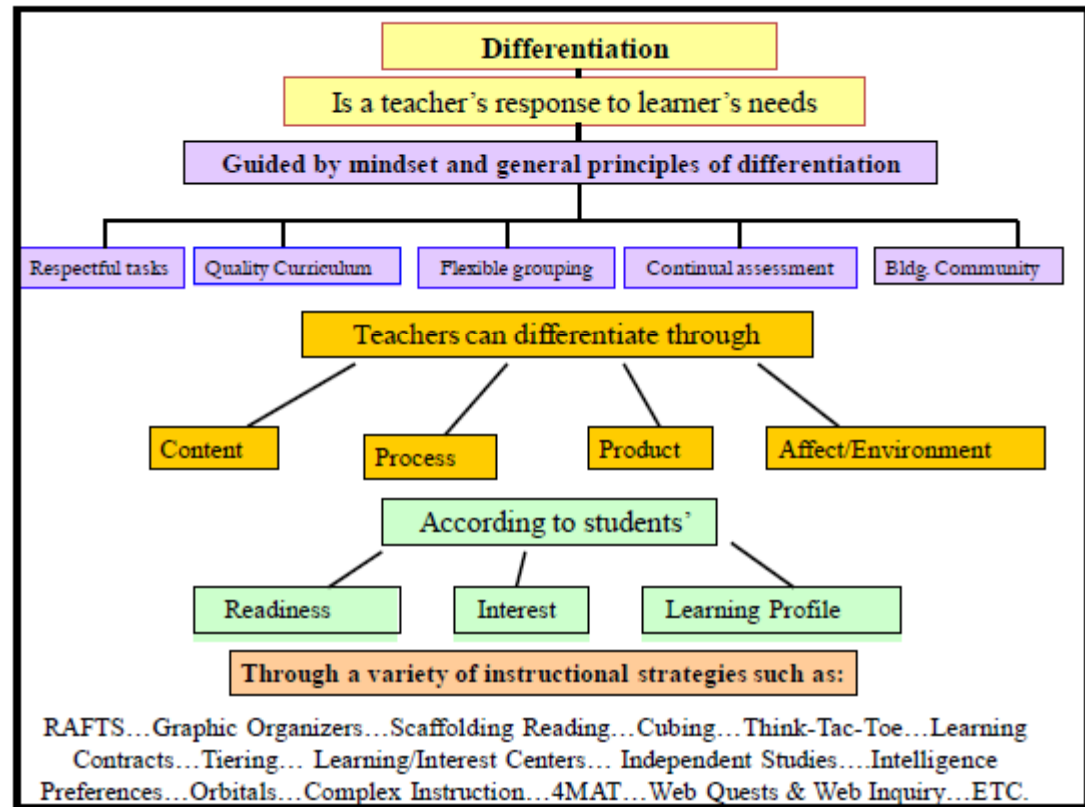 Differentiation
Is a teacher’s response to learner’s needs
Guided by mindset and general principles of differentiation
Respectful tasks
Quality Curriculum
Flexible grouping
Continual assessment
Bldg. Community
Teachers can differentiate through
Content
Process
Product
Affect/Environment
According to students’
Readiness
Interest
Learning Profile
Through a variety of instructional strategies such as:
RAFTS…Graphic Organizers…Scaffolding Reading…Cubing…Think-Tac-Toe…Learning
Contracts…Tiering… Learning/Interest Centers… Independent Studies….Intelligence
Preferences…Orbitals…Complex Instruction…4MAT…Web Quests & Web Inquiry…ETC.